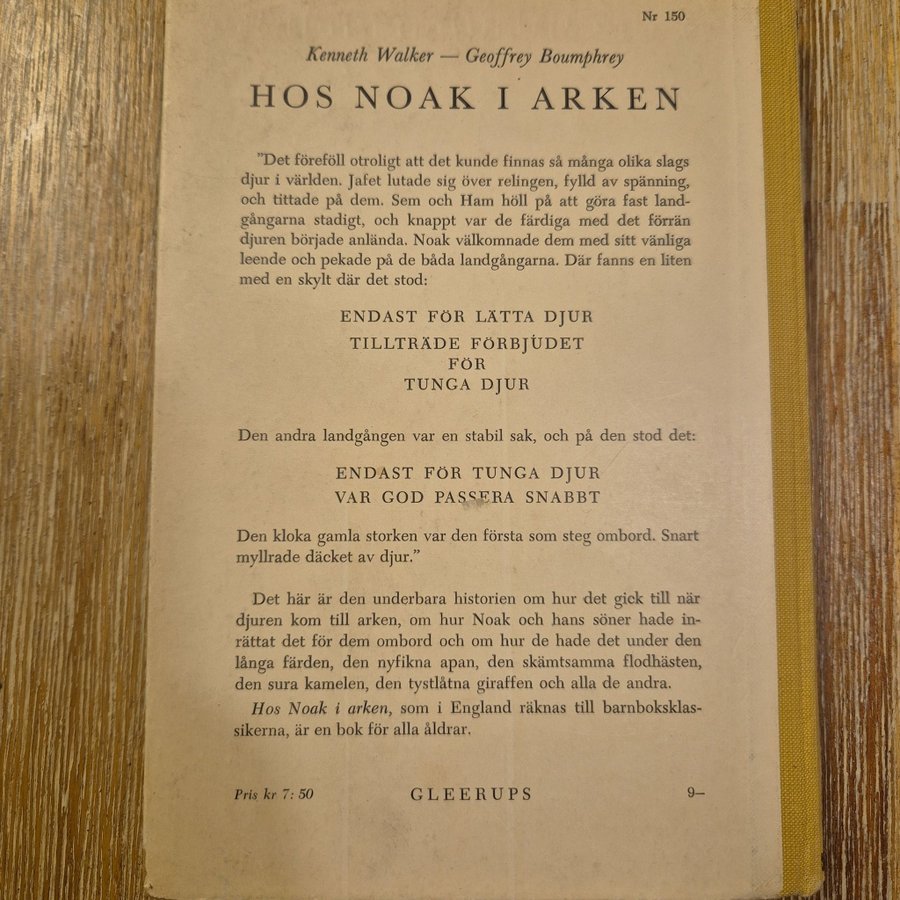 Nr 150
Kenneth Walker — Geoffrey Boumphrey
HOS NOAK I ARKEN
”Det föreföll otroligt att det kunde finnas så många olika slags
djur i världen. Jafet lutade sig över relingen, fylld av spänning,
och tittade på dem. Sem och Ham höll på att göra fast land-
gångarna stadigt, och knappt var de färdiga med det förrän
djuren började anlända. Noak välkomnade dem med sitt vänliga
leende och pekade på de båda landgångarna. Där fanns en liten
med en skylt där det stod:
ENDAST FÖR LÄTTA DJUR
TILLTRÄDE FÖRBJUDET
FÖR
TUNGA DJUR
Den andra landgången var en stabil sak, och på den stod det:
ENDAST FÖR TUNGA DJUR
VAR GOD PASSERA SNABBT
Den kloka gamla storken var den första som steg ombord. Snart
myllrade däcket av djur.”
Det här är den underbara historien om hur det gick till när
djuren kom till arken, om hur Noak och hans söner hade in-
rättat det för dem ombord och om hur de hade det under den
långa färden, den nyfikna apan, den skämtsamma flodhästen,
den sura kamelen, den tystlåtna giraffen och alla de andra.
Hos Noak i arken, som i England räknas till barnboksklas-
sikerna, är en bok för alla åldrar.
Pris kr 7: 50 GLEERUPS 9–